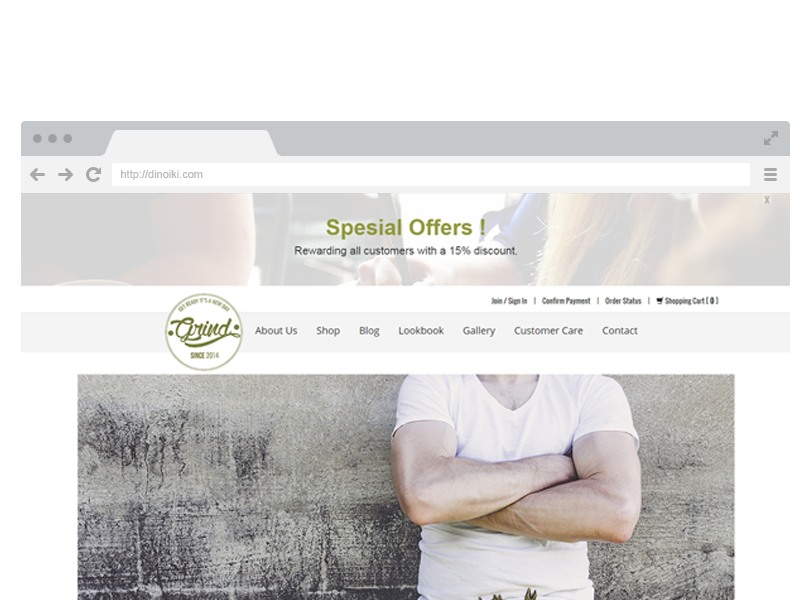 http://dinoiki.com
X
Spesial Offers !
Rewarding all customers with a 15% discount.
Join / Sign In | Confirm Payment | Order Status | Shopping Cart [ 0 ]
GET READY IT'S A NEW DAY
Grind
SINCE 2014
About Us Shop Blog Lookbook Gallery Customer Care Contact